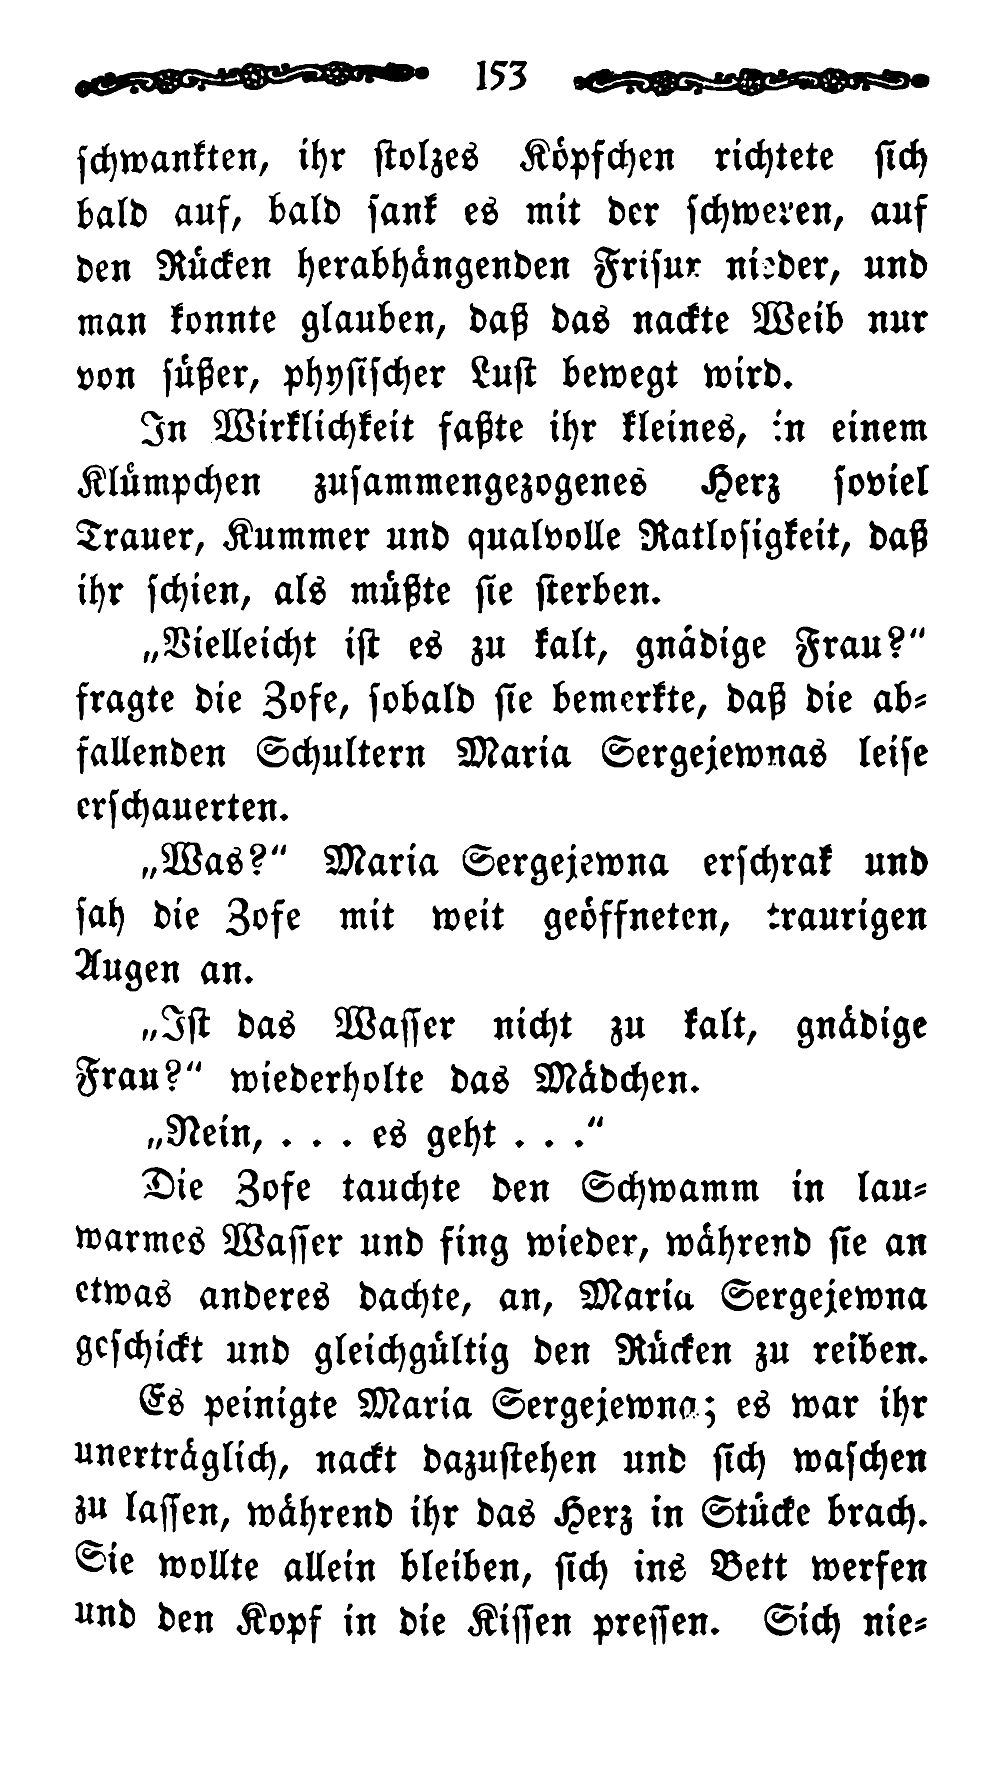 153
ſchwankten, ihr ſtolzes Köpfchen richtete ſich
bald auf, bald ſank es mit der ſchweren, auf
den Rücken herabhängenden Friſur nieder, und
man konnte glauben, daß das nackte Weib nur
von ſüßer, phyſiſcher Luſt bewegt wird.
In Wirklichkeit faßte ihr kleines, in einem
Klümpchen zuſammengezogenes Herz ſoviel
Trauer, Kummer und qualvolle Ratloſigkeit, daß
ihr ſchien, als müßte ſie ſterben.
„Vielleicht iſt es zu kalt, gnädige Frau?“
fragte die Zofe, ſobald ſie bemerkte, daß die ab⸗
fallenden Schultern Maria Sergejewnas leiſe
erſchauerten.
„Was?“ Maria Sergejewna erſchrak und
ſah die Zofe mit weit geöffneten, traurigen
Augen an.
„Iſt das Waſſer nicht zu kalt, gnädige
Frau?“ wiederholte das Mädchen.
„Nein, . . . es geht . . .“
Die Zofe tauchte den Schwamm in lau⸗
warmes Waſſer und fing wieder, während ſie an
etwas anderes dachte, an, Maria Sergejewna
geſchickt und gleichgültig den Rücken zu reiben.
Es peinigte Maria Sergejewna; es war ihr
unerträglich, nackt dazuſtehen und ſich waſchen
zu laſſen, während ihr das Herz in Stücke brach.
Sie wollte allein bleiben, ſich ins Bett werfen
und den Kopf in die Kiſſen preſſen. Sich nie⸗